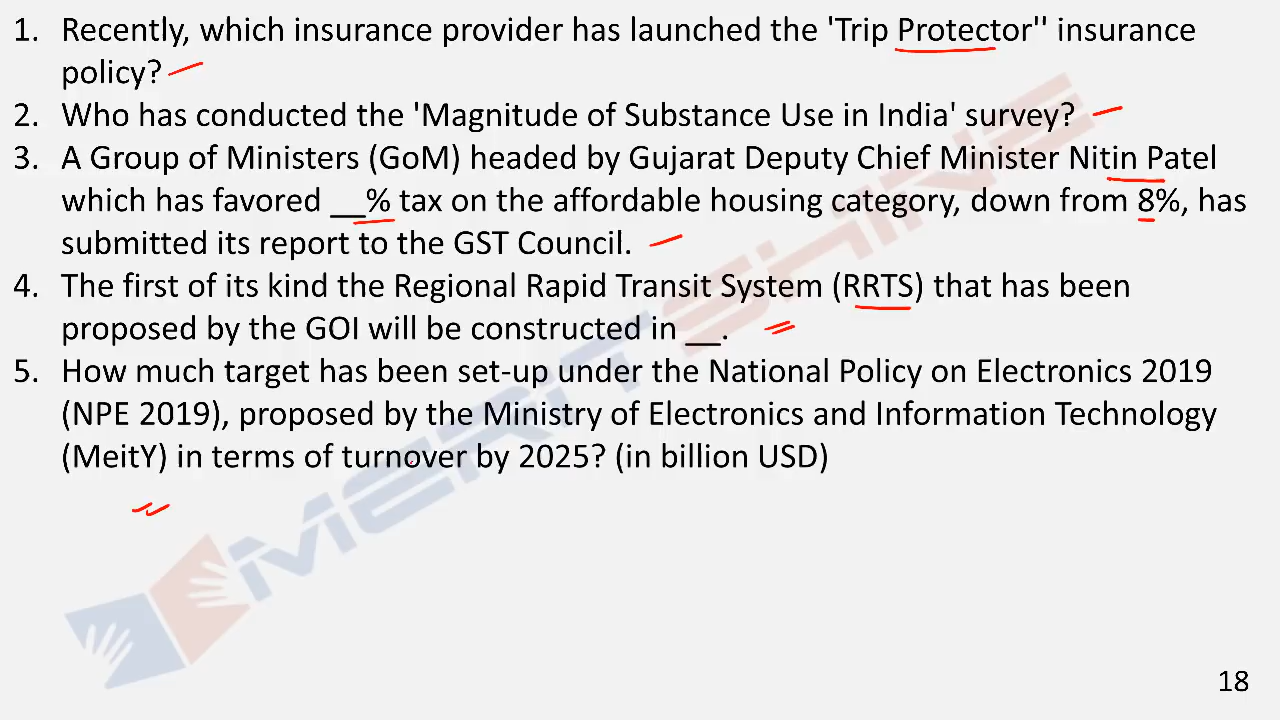 1. Recently, which insurance provider has launched the 'Trip Protector'' insurance
policy?
2. Who has conducted the 'Magnitude of Substance Use in India' survey?
3. A Group of Ministers (GoM) headed by Gujarat Deputy Chief Minister Nitin Patel
which has favored __% tax on the affordable housing category, down from 8%, has
submitted its report to the GST Council.
4. The first of its kind the Regional Rapid Transit System (RRTS) that has been
proposed by the GOI will be constructed in __.
5. How much target has been set-up under the National Policy on Electronics 2019
(NPE 2019), proposed by the Ministry of Electronics and Information Technology
(MeitY) in terms of turnover by 2025? (in billion USD)
MERIT SHINE
18